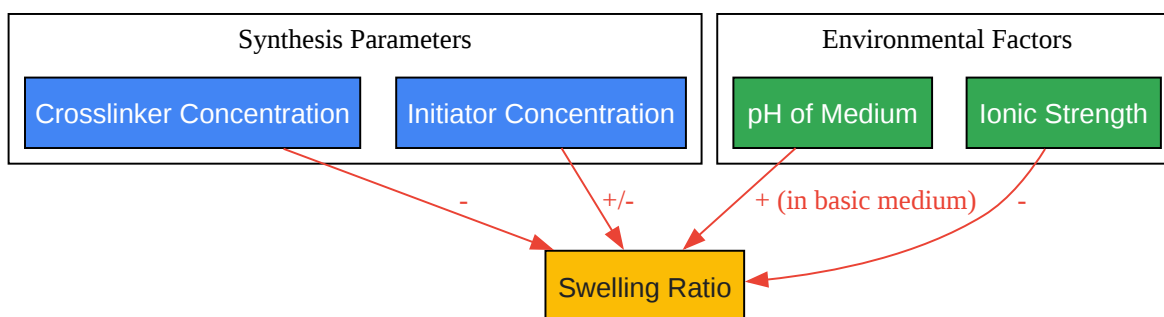 Synthesis Parameters
Environmental Factors
Crosslinker Concentration
Initiator Concentration
pH of Medium
Ionic Strength
-
+/-
+ (in basic medium)
-
Swelling Ratio